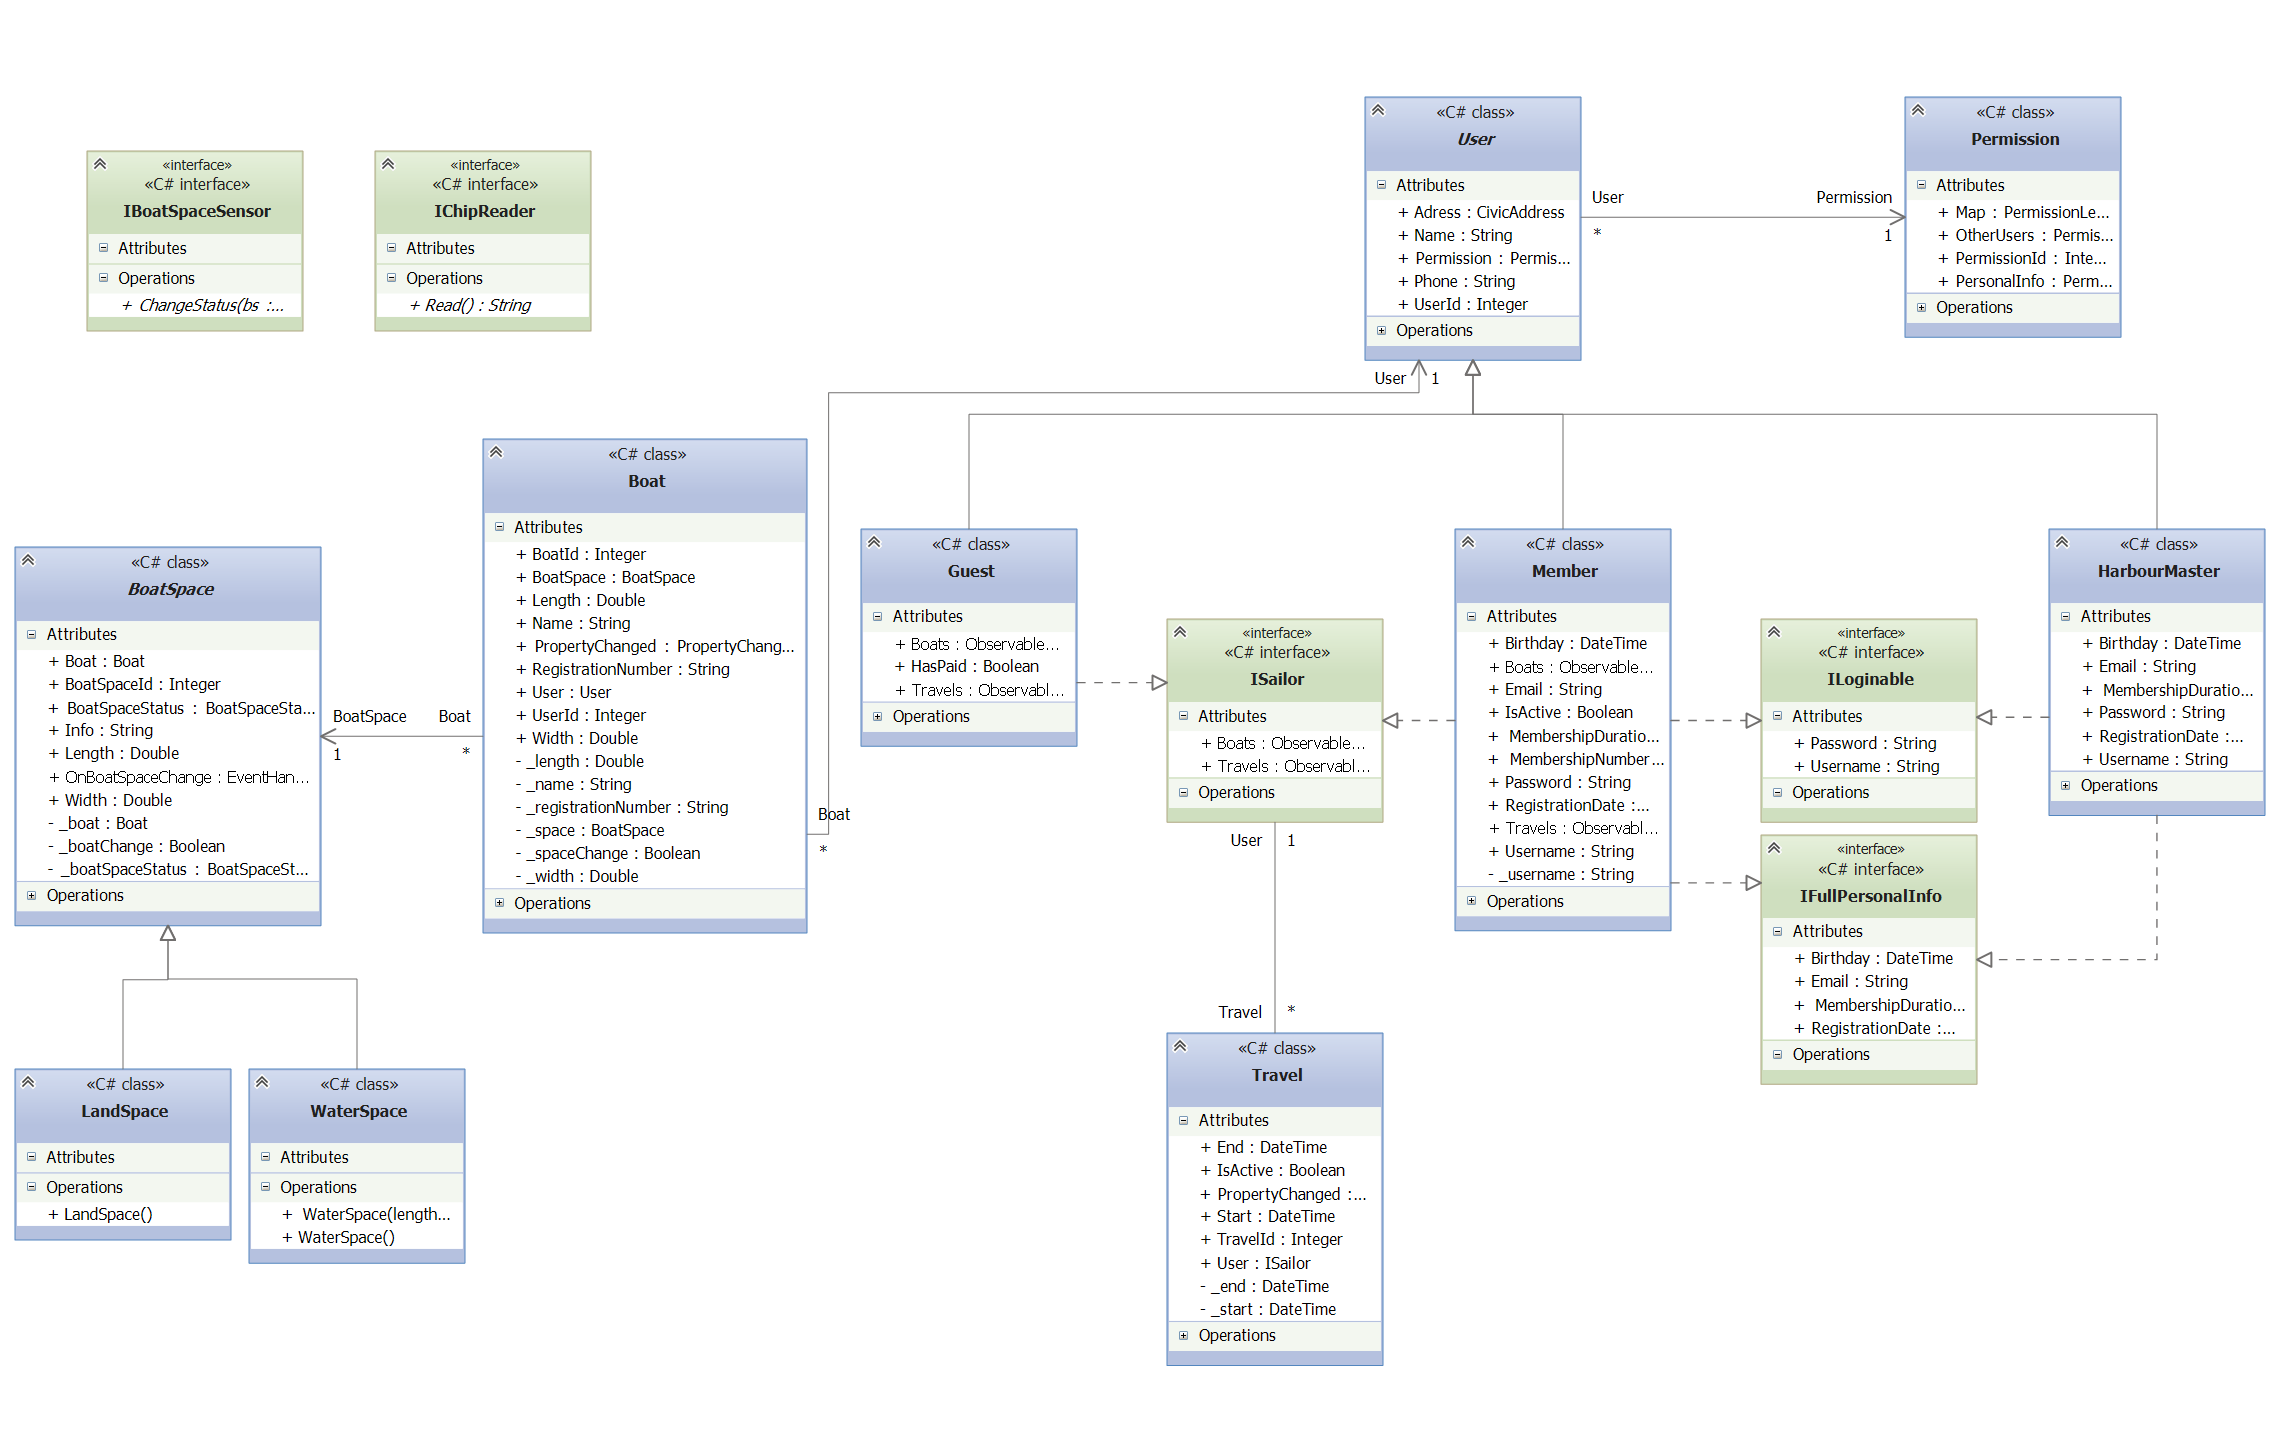 «interface»
«C# interface»
IBoatSpaceSensor
Attributes
Operations
+ ChangeStatus(bs :...
«interface»
«C# interface»
IChipReader
Attributes
Operations
+ Read() : String
«C# class»
User
Attributes
+ Adress : CivicAddress
+ Name : String
+ Permission : Permis...
+ Phone : String
+ UserId : Integer
Operations
User
*
Permission
1
«C# class»
Permission
Attributes
+ Map : PermissionLe...
+ OtherUsers : Permis...
+ PermissionId : Inte...
+ PersonalInfo : Perm...
Operations
User 1
«C# class»
BoatSpace
Attributes
+ Boat : Boat
+ BoatSpaceId : Integer
+ BoatSpaceStatus : BoatSpaceSta...
+ Info : String
+ Length : Double
+ OnBoatSpaceChange : EventHan...
+ Width : Double
- _boat : Boat
- _boatChange : Boolean
- _boatSpaceStatus : BoatSpaceSt...
Operations
BoatSpace
1
Boat
*
«C# class»
Boat
Attributes
+ BoatId : Integer
+ BoatSpace : BoatSpace
+ Length : Double
+ Name : String
+ PropertyChanged : PropertyChang...
+ RegistrationNumber : String
+ User : User
+ UserId : Integer
+ Width : Double
- _length : Double
- _name : String
- _registrationNumber : String
- _space : BoatSpace
- _spaceChange : Boolean
- _width : Double
Operations
Boat
*
«C# class»
Guest
Attributes
+ Boats : Observable...
+ HasPaid : Boolean
+ Travels : Observabl...
Operations
«interface»
«C# interface»
ISailor
Attributes
+ Boats : Observable...
+ Travels : Observabl...
Operations
User 1
Travel *
«C# class»
Member
Attributes
+ Birthday : DateTime
+ Boats : Observable...
+ Email : String
+ IsActive : Boolean
+ MembershipDuratio...
+ MembershipNumber...
+ Password : String
+ RegistrationDate :...
+ Travels : Observabl...
+ Username : String
- _username : String
Operations
«interface»
«C# interface»
ILoginable
Attributes
+ Password : String
+ Username : String
Operations
«interface»
«C# interface»
IFullPersonalInfo
Attributes
+ Birthday : DateTime
+ Email : String
+ MembershipDuratio...
+ RegistrationDate :...
Operations
«C# class»
HarbourMaster
Attributes
+ Birthday : DateTime
+ Email : String
+ MembershipDuratio...
+ Password : String
+ RegistrationDate :...
+ Username : String
Operations
«C# class»
LandSpace
Attributes
Operations
+ LandSpace()
«C# class»
WaterSpace
Attributes
Operations
+ WaterSpace(length...
+ WaterSpace()
«C# class»
Travel
Attributes
+ End : DateTime
+ IsActive : Boolean
+ PropertyChanged :...
+ Start : DateTime
+ TravelId : Integer
+ User : ISailor
- _end : DateTime
- _start : DateTime
Operations